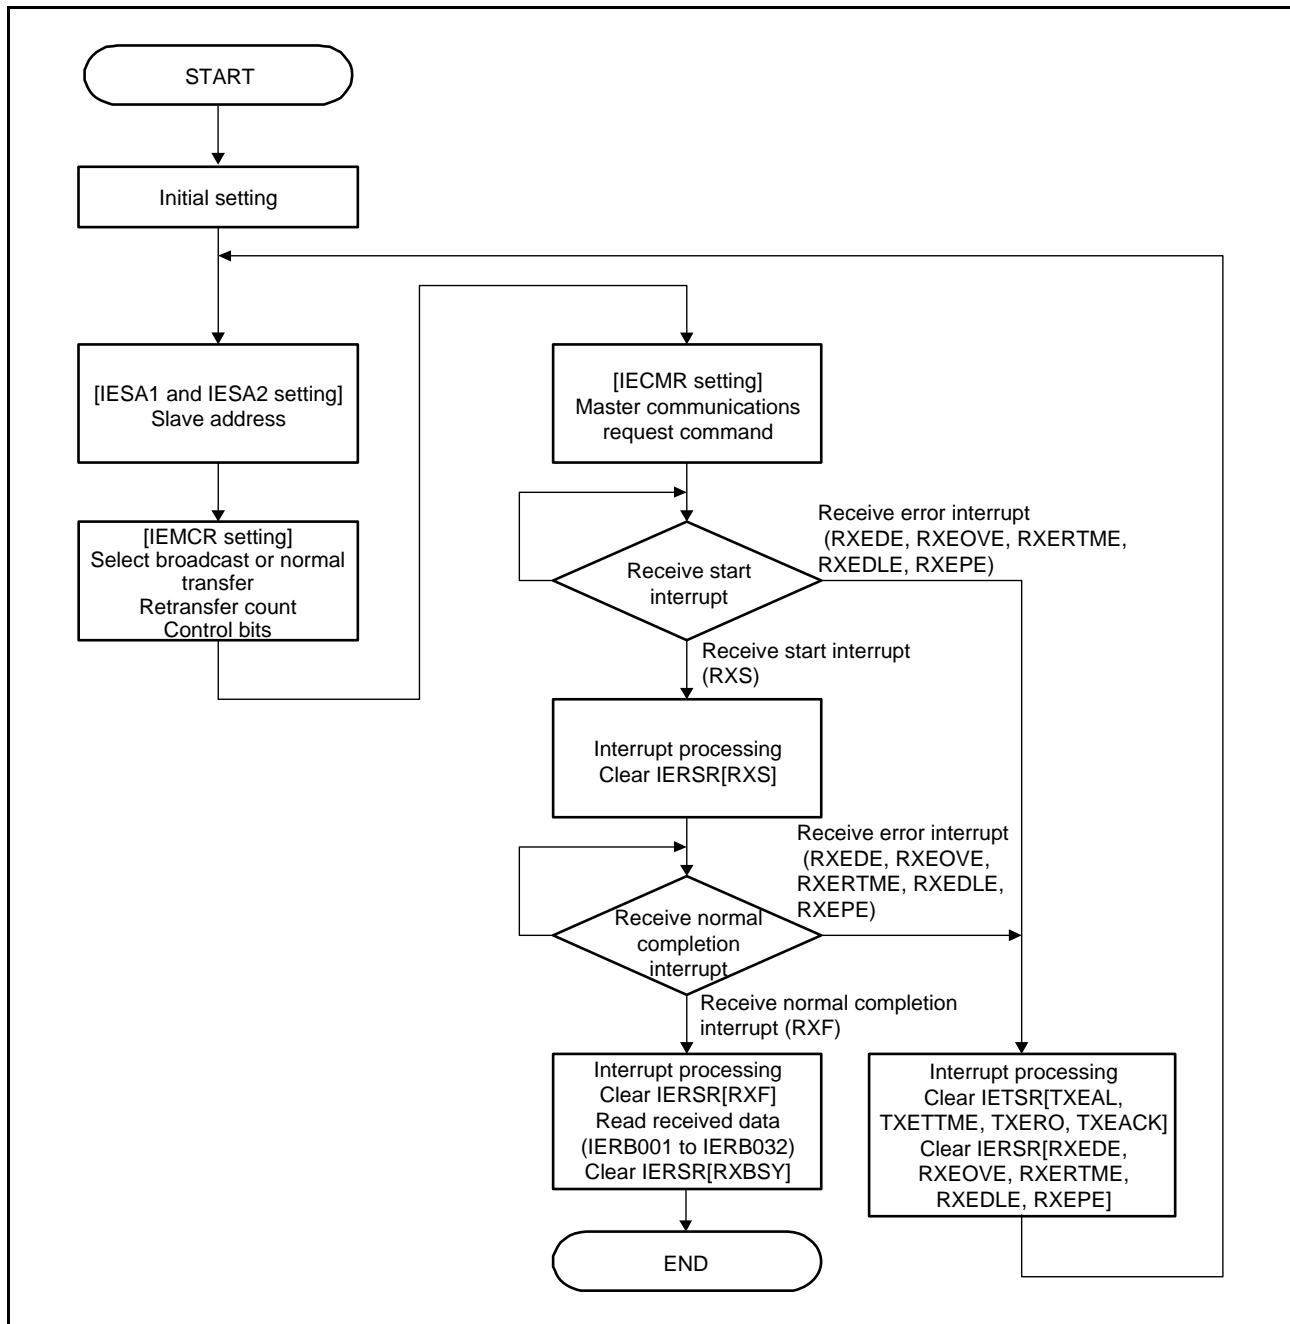 START
Initial setting
[IESA1 and IESA2 setting]
Slave address
[IEMCR setting]
Select broadcast or normal
transfer
Retransfer count
Control bits
[IECMR setting]
Master communications
request command
Receive start
interrupt
Receive error interrupt
(RXEDE, RXEOVE, RXERTME,
RXEDLE, RXEPE)
Receive start interrupt
(RXS)
Interrupt processing
Clear IERSR[RXS]
Receive normal
completion
interrupt
Receive error interrupt
(RXEDE, RXEOVE,
RXERTME, RXEDLE,
RXEPE)
Receive normal completion
interrupt (RXF)
Interrupt processing
Clear IERSR[RXF]
Read received data
(IERB001 to IERB032)
Clear IERSR[RXBSY]
Interrupt processing
Clear IETSR[TXEAL,
TXETTME, TXERO, TXEACK]
Clear IERSR[RXEDE,
RXEOVE, RXERTME,
RXEDLE, RXEPE]
END